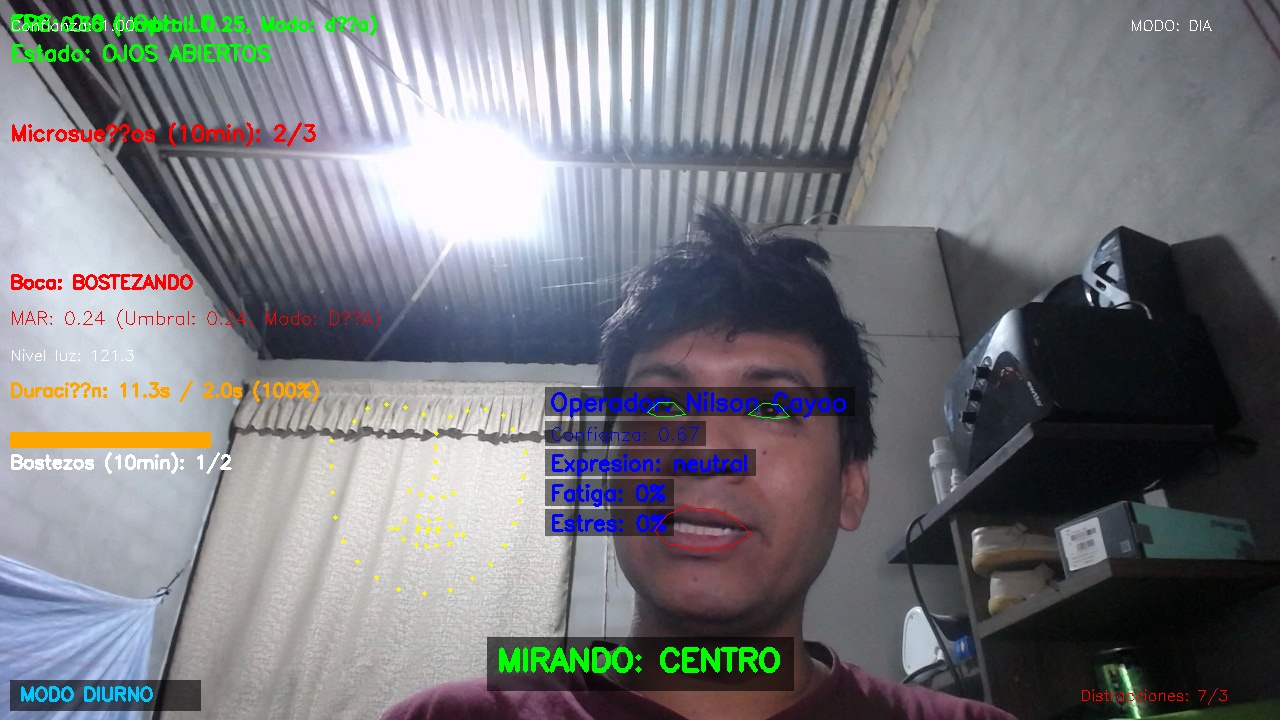 MODO: DIA
Estado: OJOS ABIERTOS
Microsue??os (10min): 2/3
Boca: BOSTEZANDO
MAR: 0.24 (Umbral: 0.24, Modo: D??A)
Nivel luz: 121.3
Duraci??n: 11.3s / 2.0s (100%)
Bostezos (10min): 1/2
Operador: Nilson Cayao
Confianza: 0.67
Expresion: neutral
Fatiga: 0%
Estres: 0%
MIRANDO: CENTRO
MODO DIURNO
Distracciones: 7/3